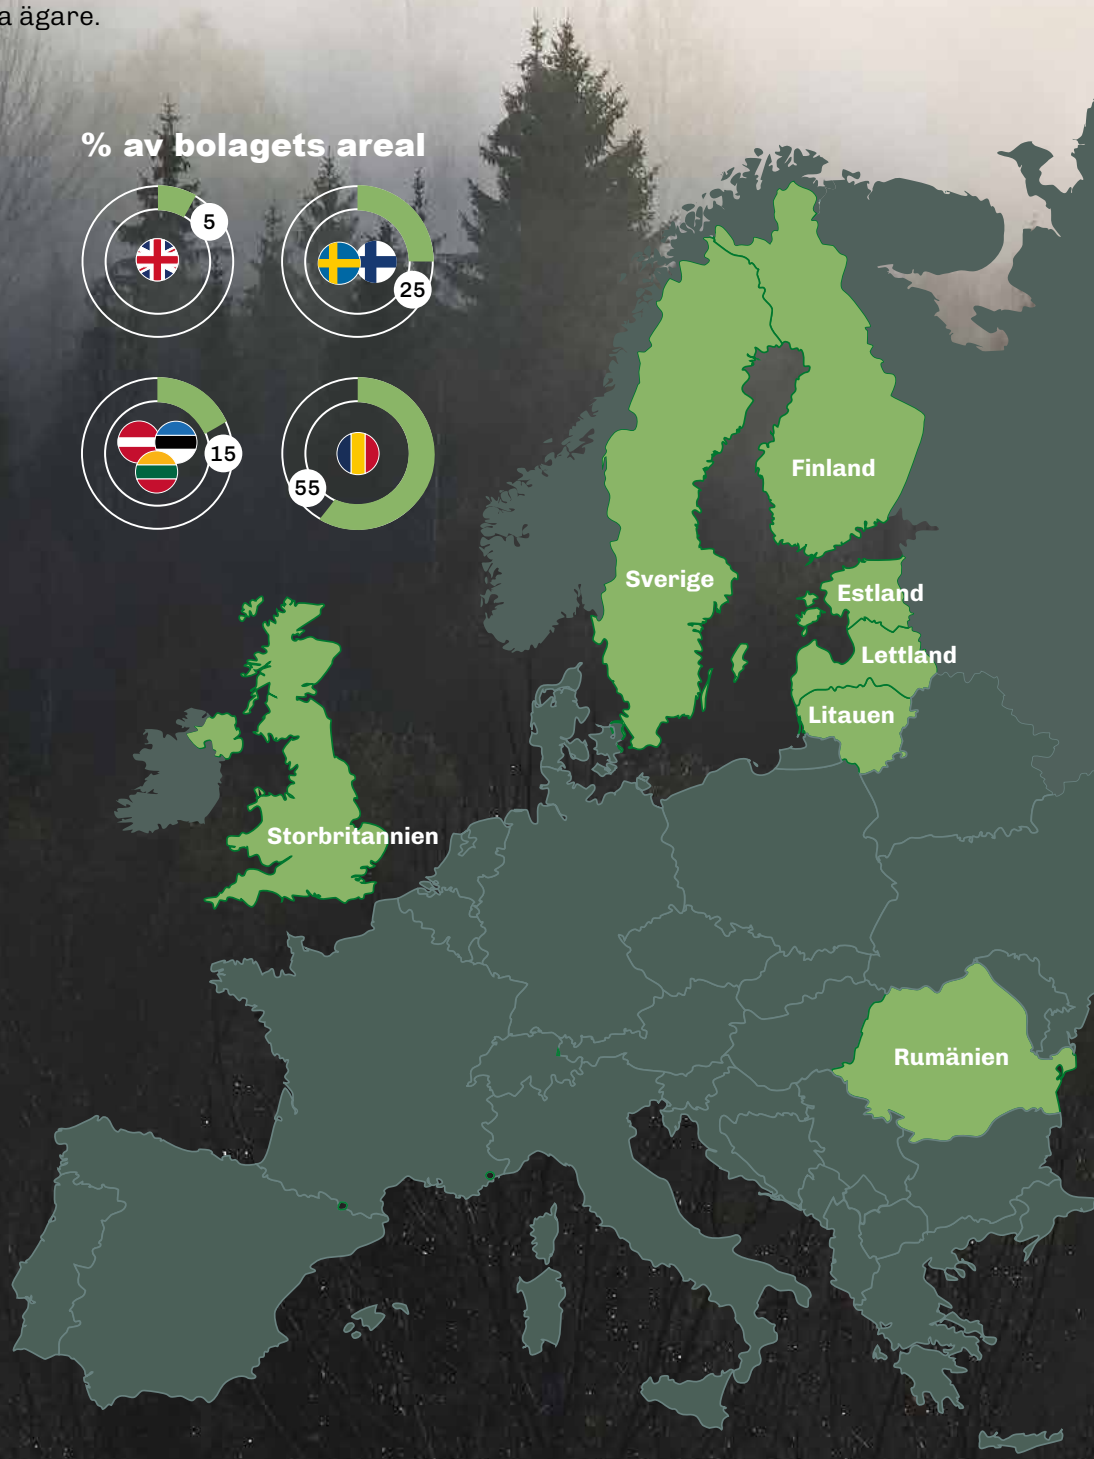 a ägare.
% av bolagets areal
5
25
15
55
Finland
Sverige
Estland
Lettland
Litauen
Storbritannien
Rumänien